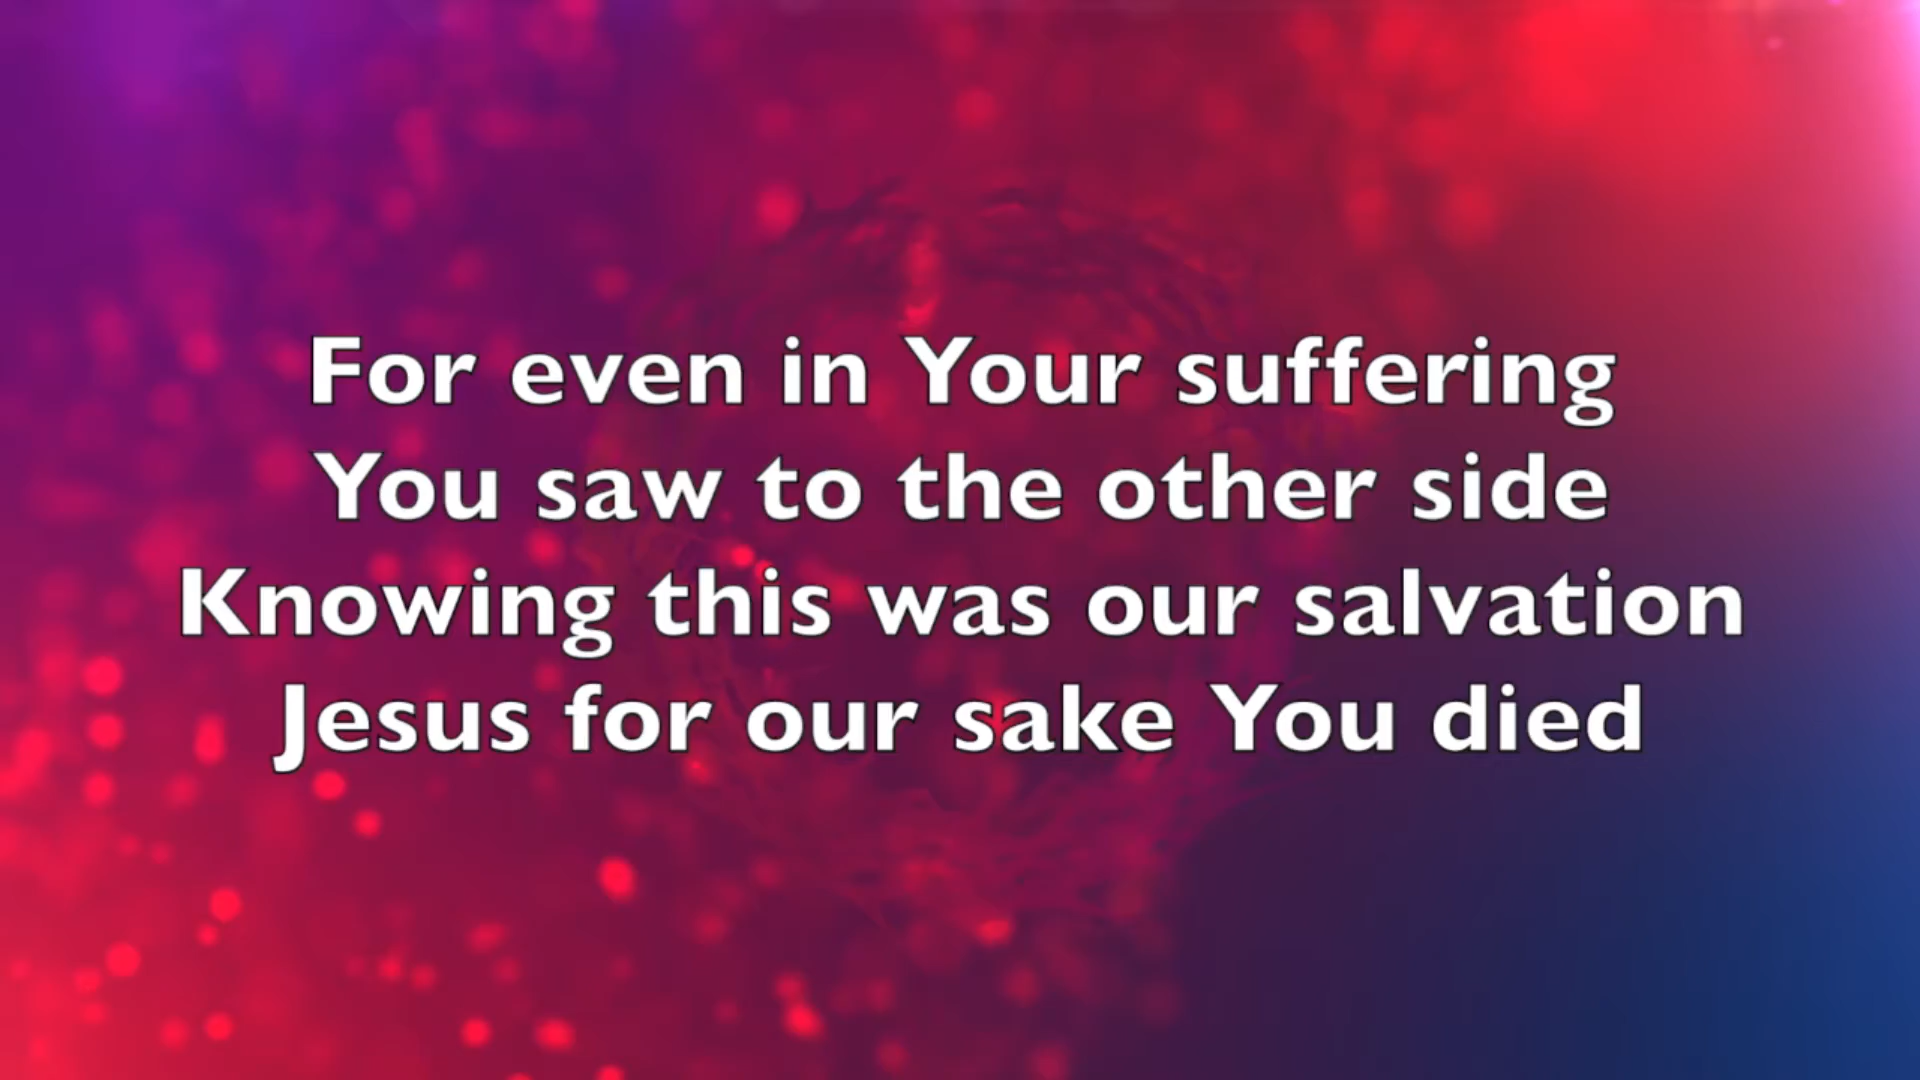 For even in Your suffering
You saw to the other side
Knowing this was our salvation
Jesus for our sake You died